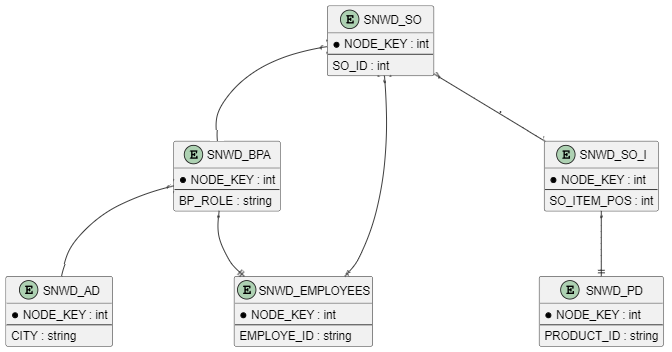 E SNWD_SO
NODE_KEY : int
SO_ID : int
E SNWD_BPA
NODE_KEY : int
BP_ROLE : string
E SNWD_SO_I
NODE_KEY : int
SO_ITEM_POS : int
E SNWD_AD
NODE_KEY : int
CITY : string
E SNWD_EMPLOYEES
NODE_KEY : int
EMPLOYE_ID : string
E SNWD_PD
NODE_KEY : int
PRODUCT_ID : string